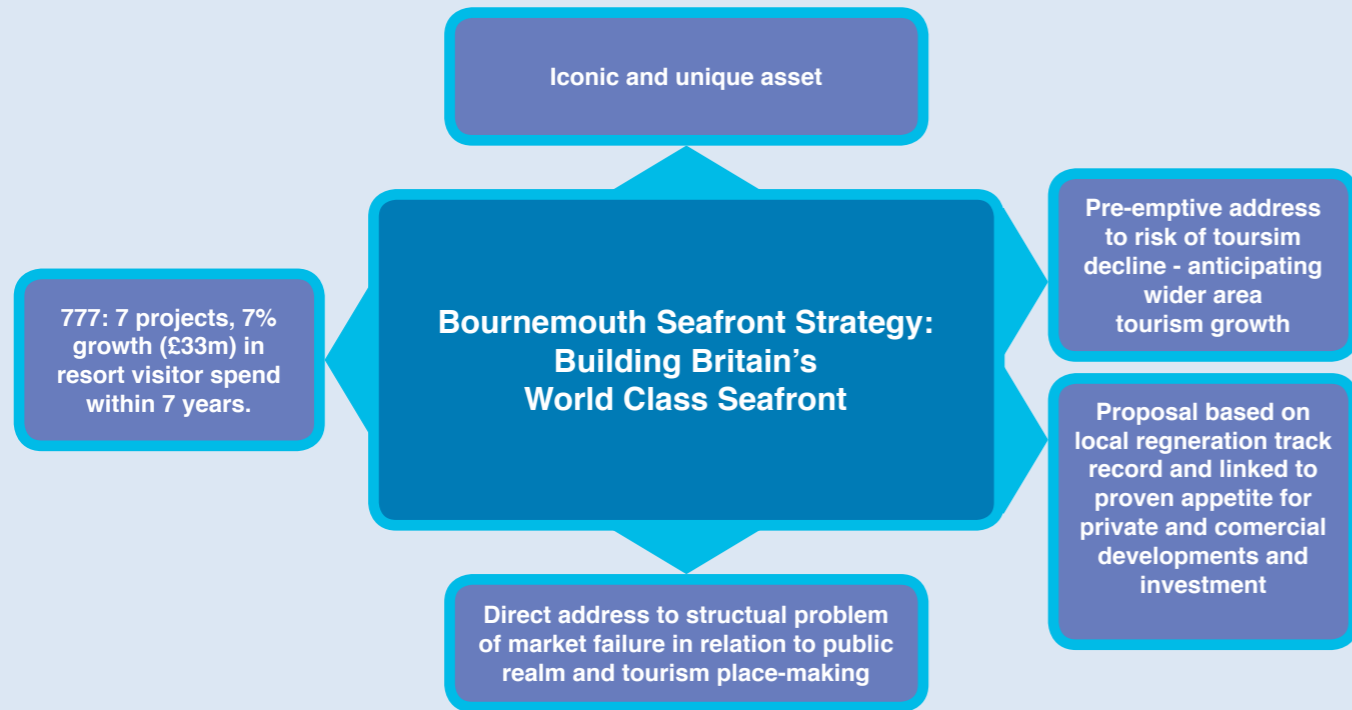 Iconic and unique asset
Pre-emptive address
to risk of toursim
decline - anticipating
wider area
tourism growth
777: 7 projects, 7%
growth (£33m) in
resort visitor spend
within 7 years.
Bournemouth Seafront Strategy:
Building Britain’s
World Class Seafront
Proposal based on
local regneration track
record and linked to
proven appetite for
private and comercial
developments and
investment
Direct address to structual problem
of market failure in relation to public
realm and tourism place-making